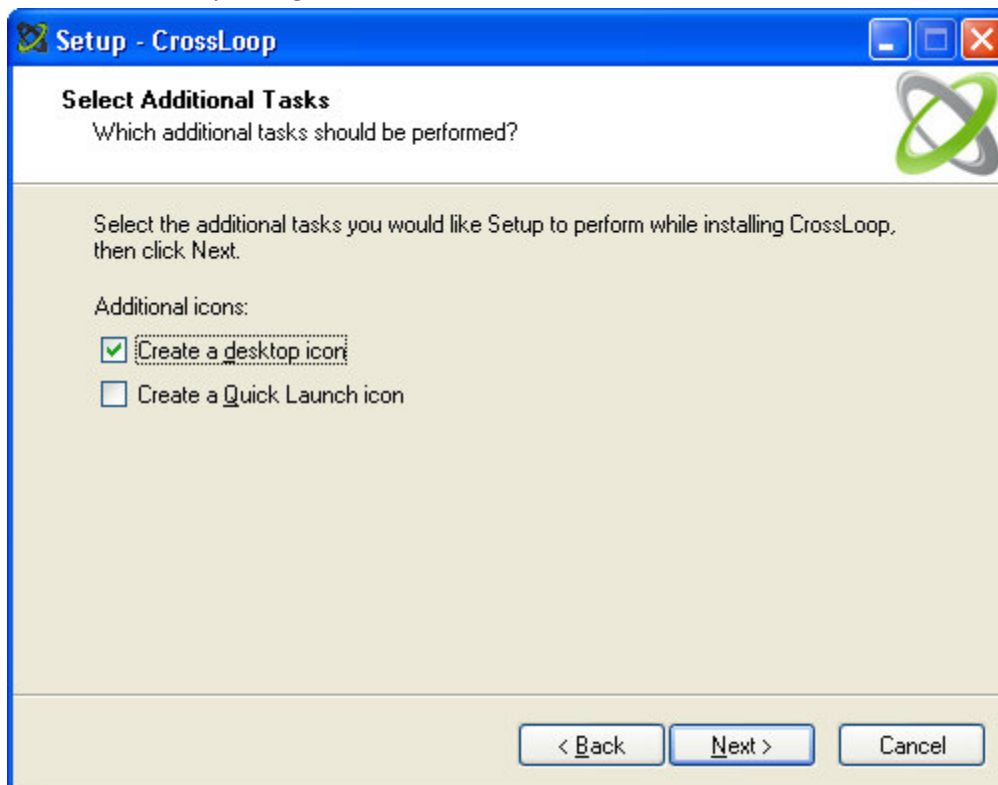 Setup - CrossLoop
Select Additional Tasks
Which additional tasks should be performed?
Select the additional tasks you would like Setup to perform while installing CrossLoop,
then click Next.
Additional icons:
Create a desktop icon
Create a Quick Launch icon
< Back Next > Cancel